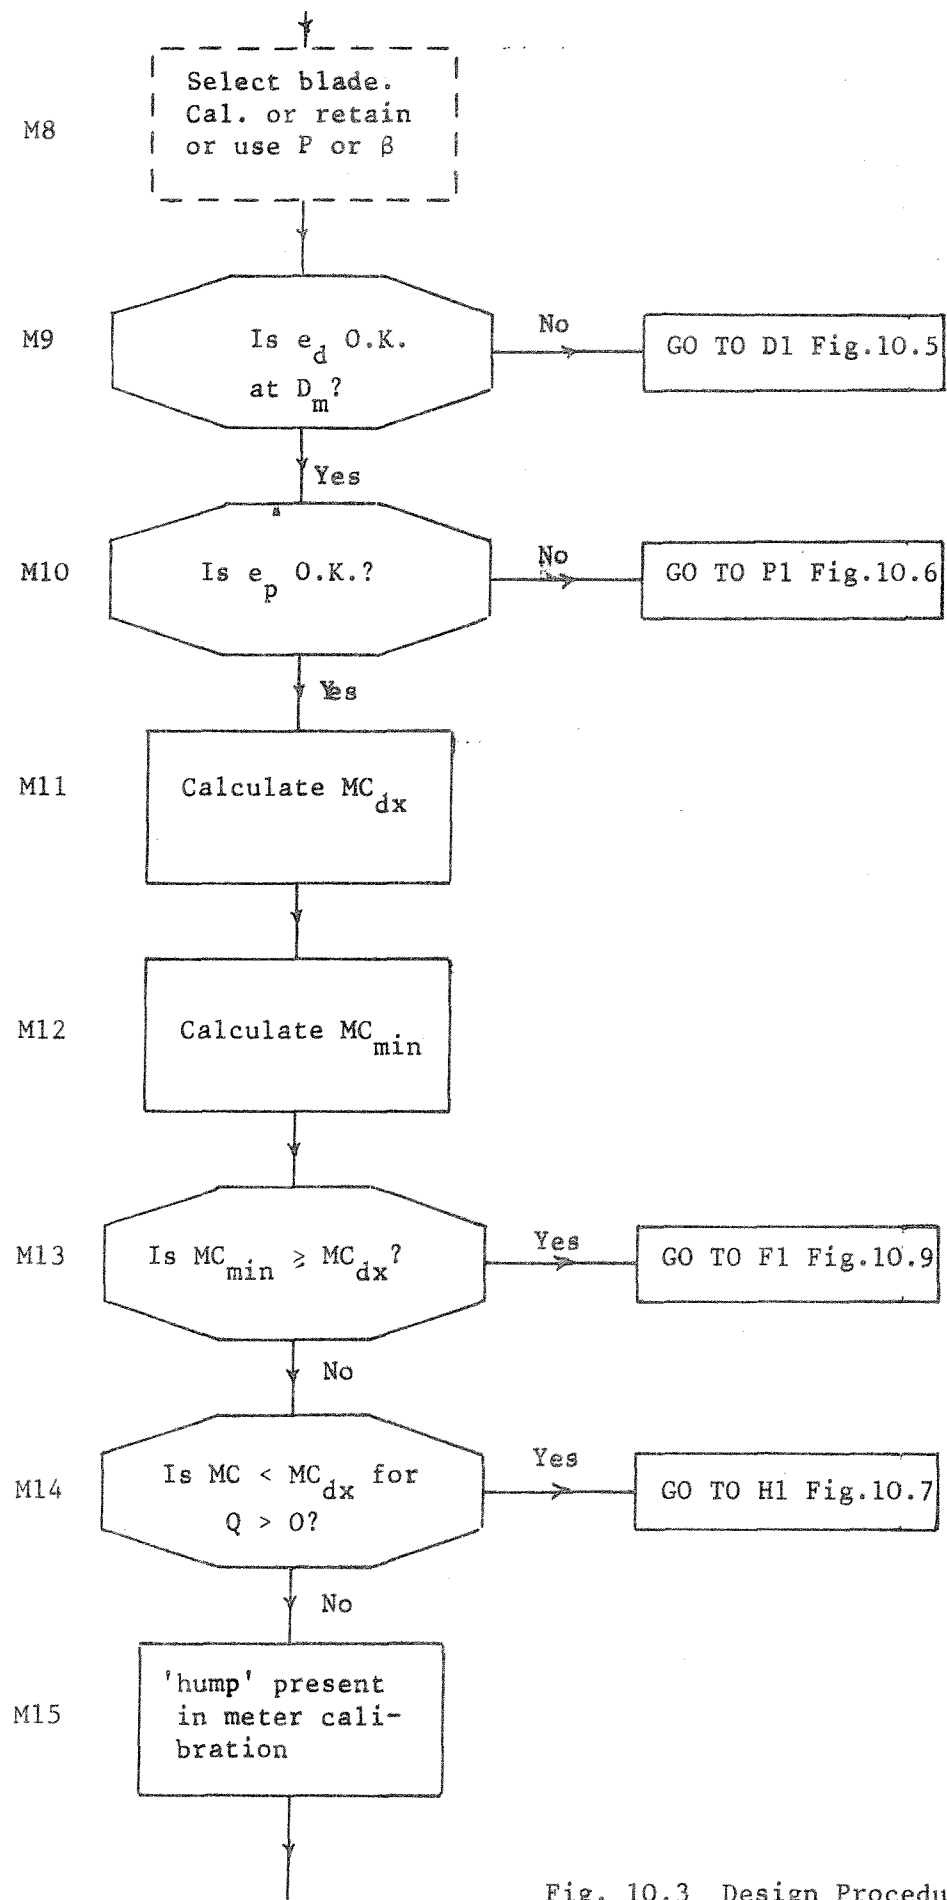 M8
Select blade.
Cal. or retain
or use P or β
M9
Is e_d O.K.
at D_m?
No
GO TO D1 Fig.10.5
Yes
M10
Is e_p O.K.?
No
GO TO P1 Fig.10.6
Yes
M11
Calculate MC_dx
M12
Calculate MC_min
M13
Is MC_min ⩾ MC_dx?
Yes
GO TO F1 Fig.10.9
No
M14
Is MC < MC_dx for
Q > O?
Yes
GO TO H1 Fig.10.7
No
M15
'hump' present
in meter cali-
bration
Fig. 10.3 Design Procedu